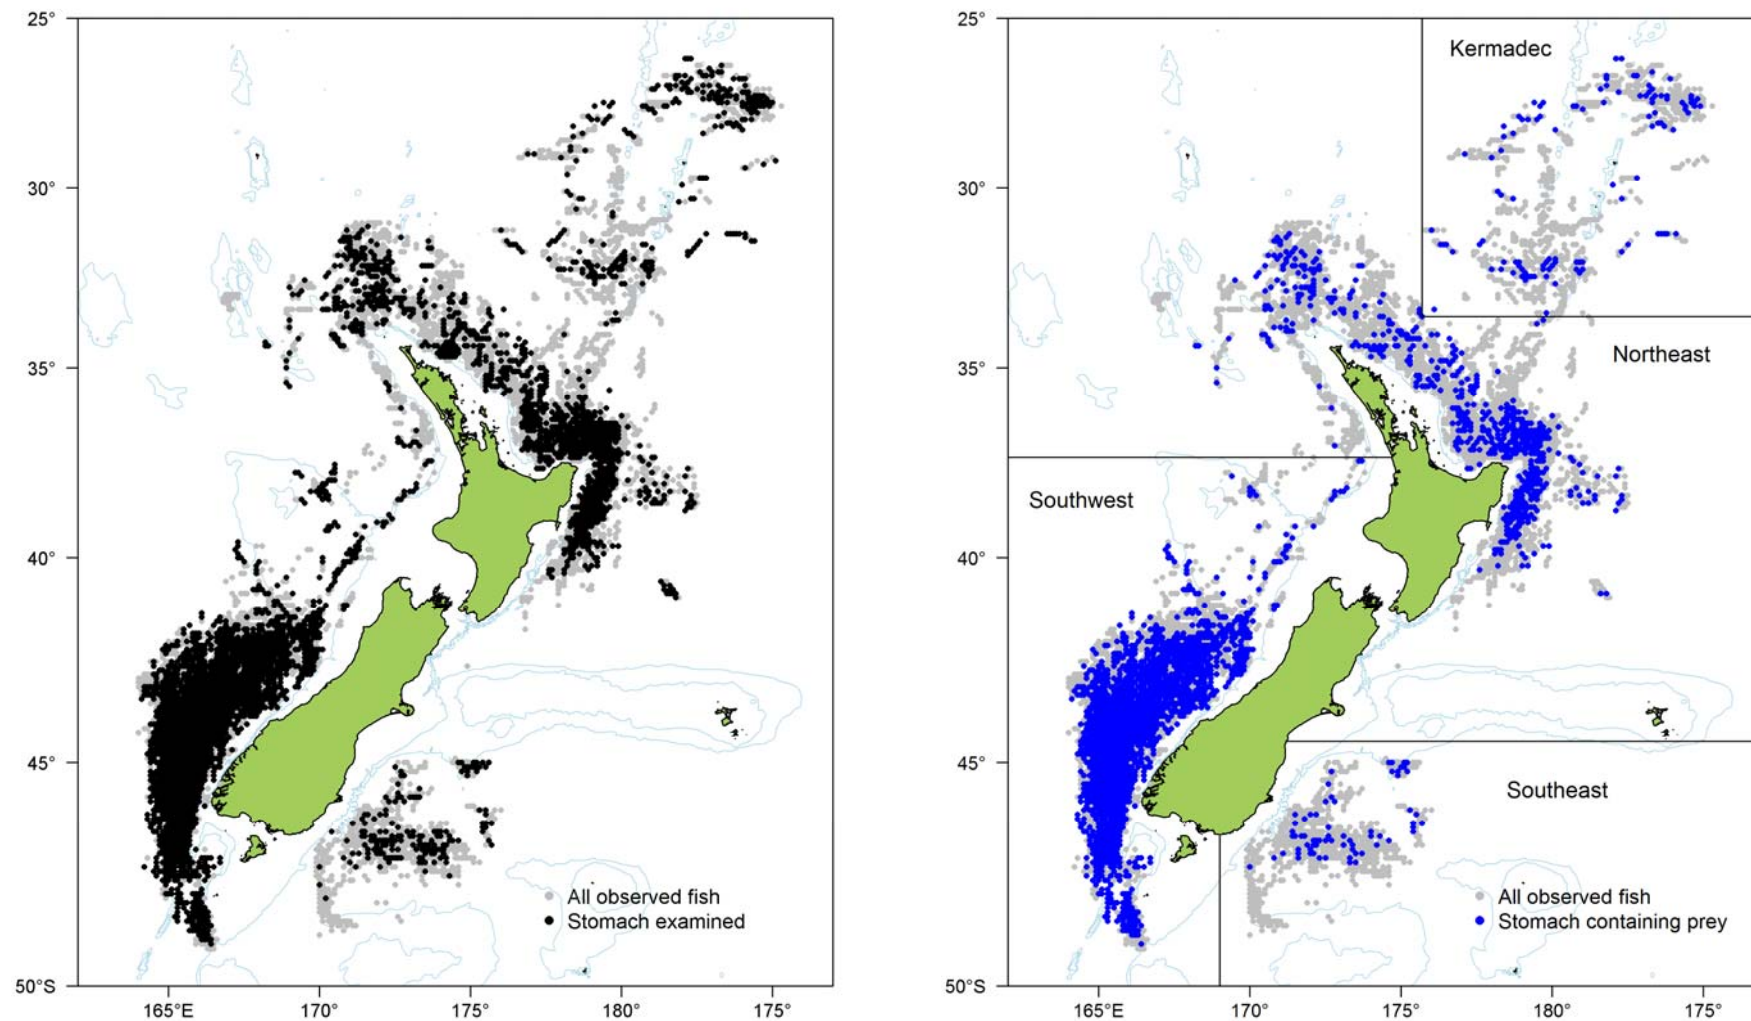 25°
30°
35°
40°
45°
50°S
165°E 170° 175° 180° 175°
All observed fish
Stomach examined
25°
30°
35°
40°
45°
50°S
165°E 170° 175° 180° 175°
Kermadec
Northeast
Southwest
Southeast
All observed fish
Stomach containing prey